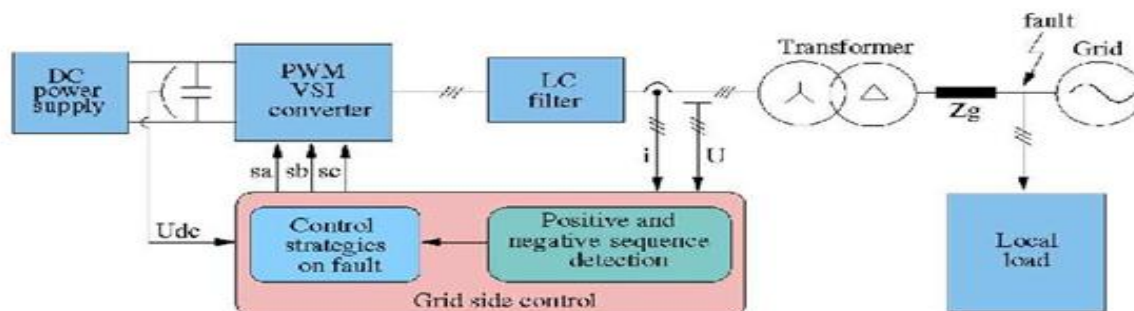 fault
Transformer
Grid
DC
power
supply
PWM
VSI
converter
LC
filter
Zg
sa sb sc
i
U
Udc
Control
strategies
on fault
Positive and
negative sequence
detection
Local
load
Grid side control